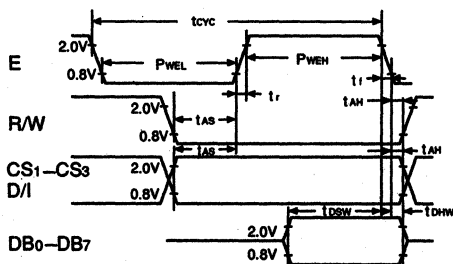 tCYC
2.0V
E
PWEL
PWEH
0.8V
tf
tr
tAH
2.0V
R/W
tAS
0.8V
tAS
tAH
CS1–CS3
2.0V
D/I
0.8V
tDSW
tDHW
2.0V
DB0–DB7
0.8V